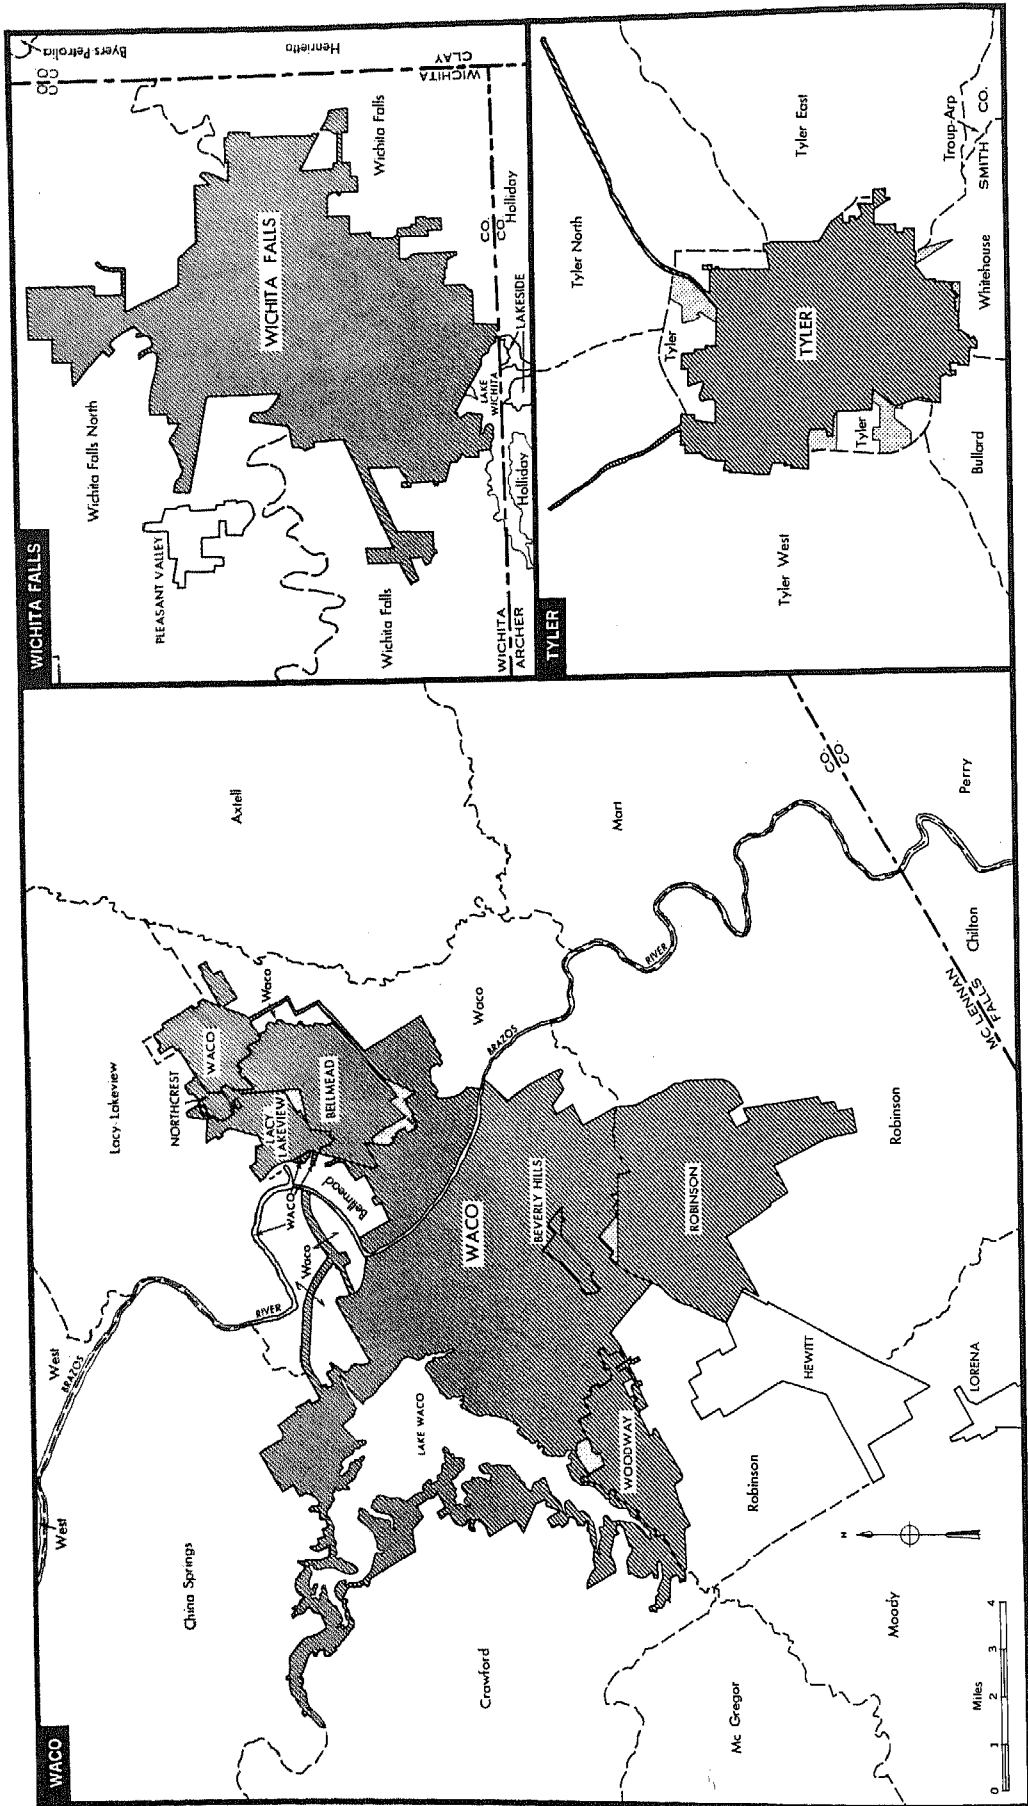 WACO
West
West
BRAZOS
RIVER
China Springs
Lacy-Lakeview
NORTHCREST
WACO
Waco
LACY
LAKEVIEW
BELLMEAD
WACO
Bellmead
Waco
Axtell
Waco
Mart
BRAZOS
RIVER
LAKE WACO
WACO
BEVERLY HILLS
WOODWAY
ROBINSON
Crawford
Robinson
HEWITT
Robinson
LORENA
Mc Gregor
Moody
Chilton
Perry
MC LENNAN
FALLS
CO.
CO.
N
Miles
0 1 2 3 4
WICHITA FALLS
Wichita Falls North
PLEASANT VALLEY
WICHITA FALLS
Wichita Falls
Wichita Falls
Byers-Petrolia
Henrietta
CO.
CO.
WICHITA
CLAY
LAKE
WICHITA
LAKESIDE
Holliday
Holliday
CO.
CO.
WICHITA
ARCHER
TYLER
Tyler North
Tyler East
Tyler West
Tyler
Tyler
TYLER
Bullard
Whitehouse
Troup-Arp
SMITH CO.